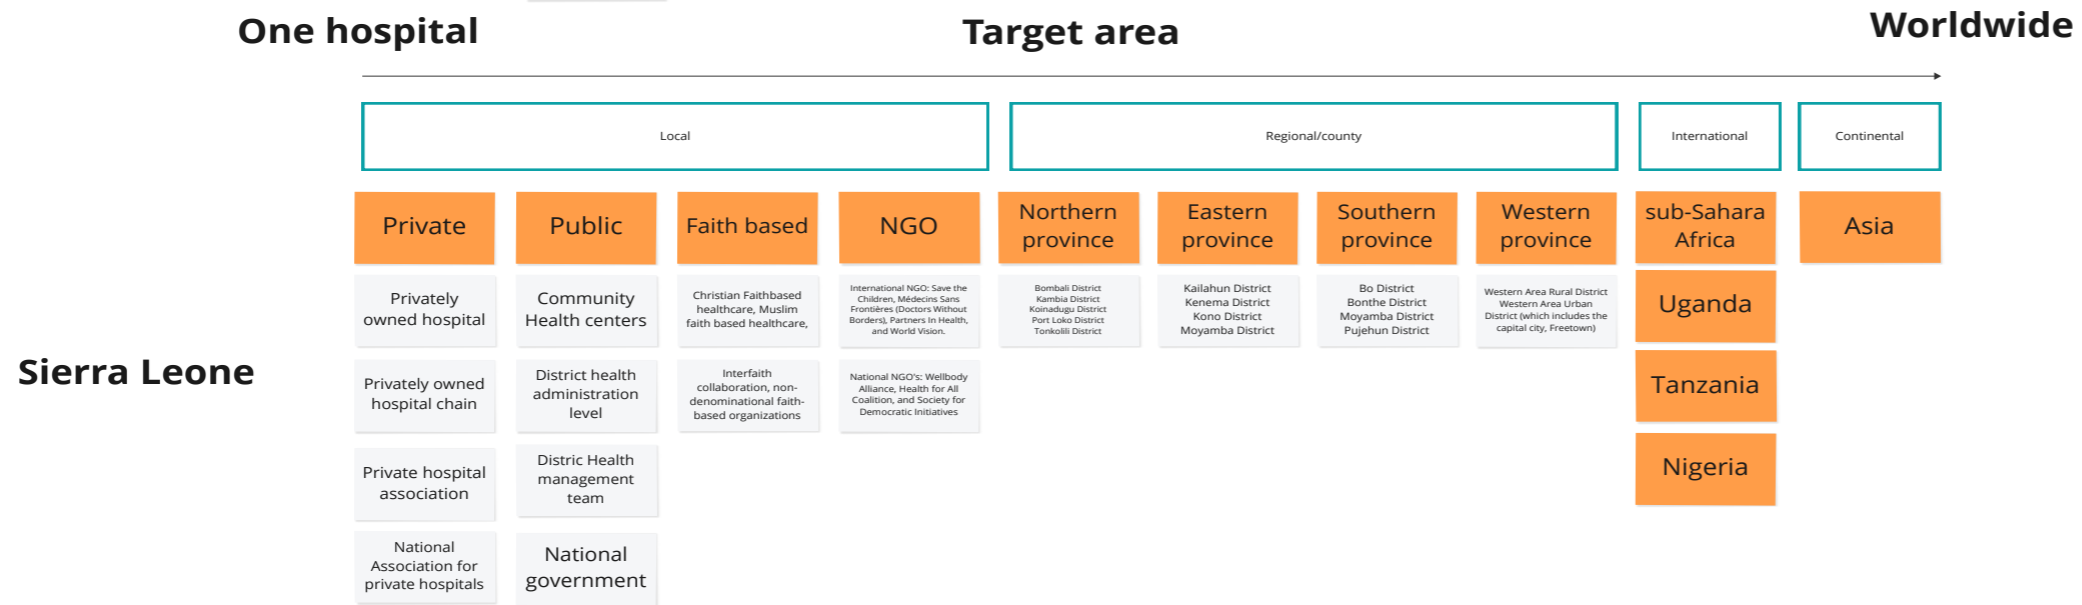 One hospital
Target area
Worldwide
Local
Regional/county
International
Continental
Private
Public
Faith based
NGO
Northern
province
Eastern
province
Southern
province
Western
province
sub-Sahara
Africa
Asia
Privately
owned hospital
Community
Health centers
Christian Faithbased
healthcare, Muslim
faith based healthcare,
International NGO: Save the
Children, Médecins Sans
Frontières (Doctors Without
Borders), Partners In Health,
and World Vision.
Bombali District
Kambia District
Koinadugu District
Port Loko District
Tonkolili District
Kailahun District
Kenema District
Kono District
Moyamba District
Bo District
Bonthe District
Moyamba District
Pujehun District
Western Area Rural District
Western Area Urban
District (which includes the
capital city, Freetown)
Uganda
Sierra Leone
Privately owned
hospital chain
District health
administration
level
Interfaith
collaboration, non-
denominational faith-
based organizations
National NGO's: Wellbody
Alliance, Health for All
Coalition, and Society for
Democratic Initiatives
Tanzania
Private hospital
association
Distric Health
management
team
Nigeria
National
Association for
private hospitals
National
government